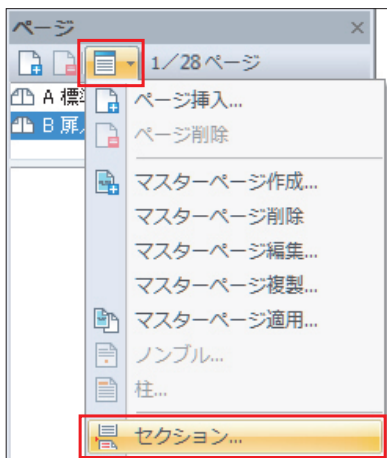 ページ
1／28ページ
A 標
B 扉
ページ挿入...
ページ削除
マスターページ作成...
マスターページ削除
マスターページ編集...
マスターページ複製...
マスターページ適用...
ノンブル...
柱...
セクション...